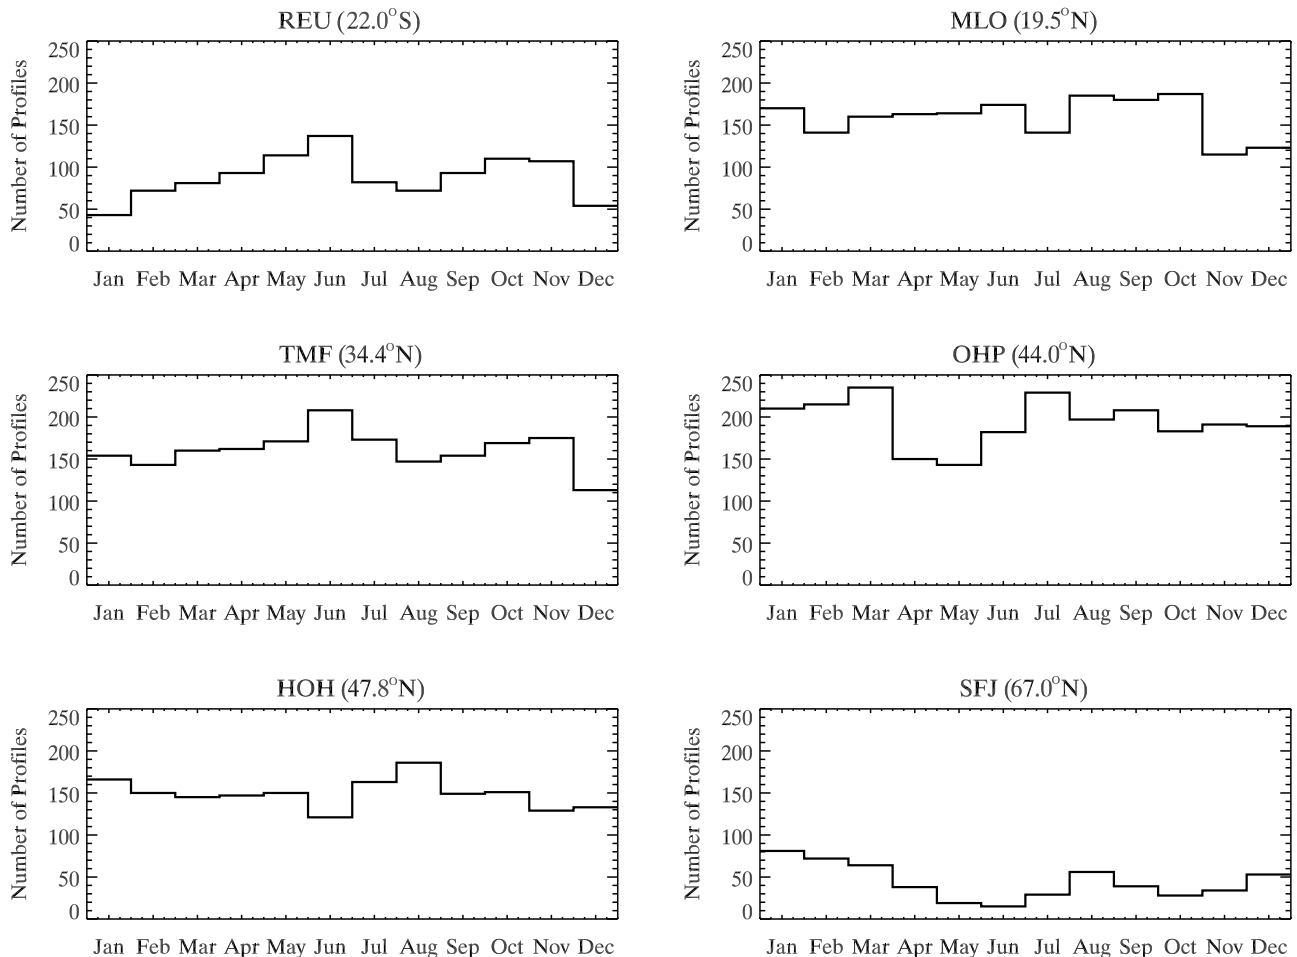 REU (22.0°S)
Number of Profiles
250
200
150
100
50
0
Jan Feb Mar Apr May Jun Jul Aug Sep Oct Nov Dec
MLO (19.5°N)
Number of Profiles
250
200
150
100
50
0
Jan Feb Mar Apr May Jun Jul Aug Sep Oct Nov Dec
TMF (34.4°N)
Number of Profiles
250
200
150
100
50
0
Jan Feb Mar Apr May Jun Jul Aug Sep Oct Nov Dec
OHP (44.0°N)
Number of Profiles
250
200
150
100
50
0
Jan Feb Mar Apr May Jun Jul Aug Sep Oct Nov Dec
HOH (47.8°N)
Number of Profiles
250
200
150
100
50
0
Jan Feb Mar Apr May Jun Jul Aug Sep Oct Nov Dec
SFJ (67.0°N)
Number of Profiles
250
200
150
100
50
0
Jan Feb Mar Apr May Jun Jul Aug Sep Oct Nov Dec